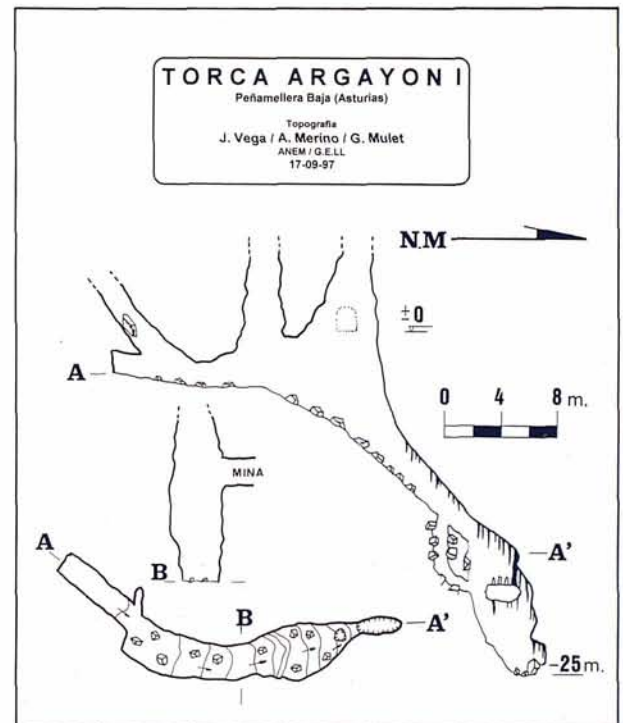 TORCA ARGAYON I
Peñamellera Baja (Asturias)
Topografia
J. Vega / A. Merino / G. Mulet
ANEM / G.E.LL
17-09-97
N.M
±0
A
0 4 8 m.
MINA
A'
A
B
B
A'
-25 m.